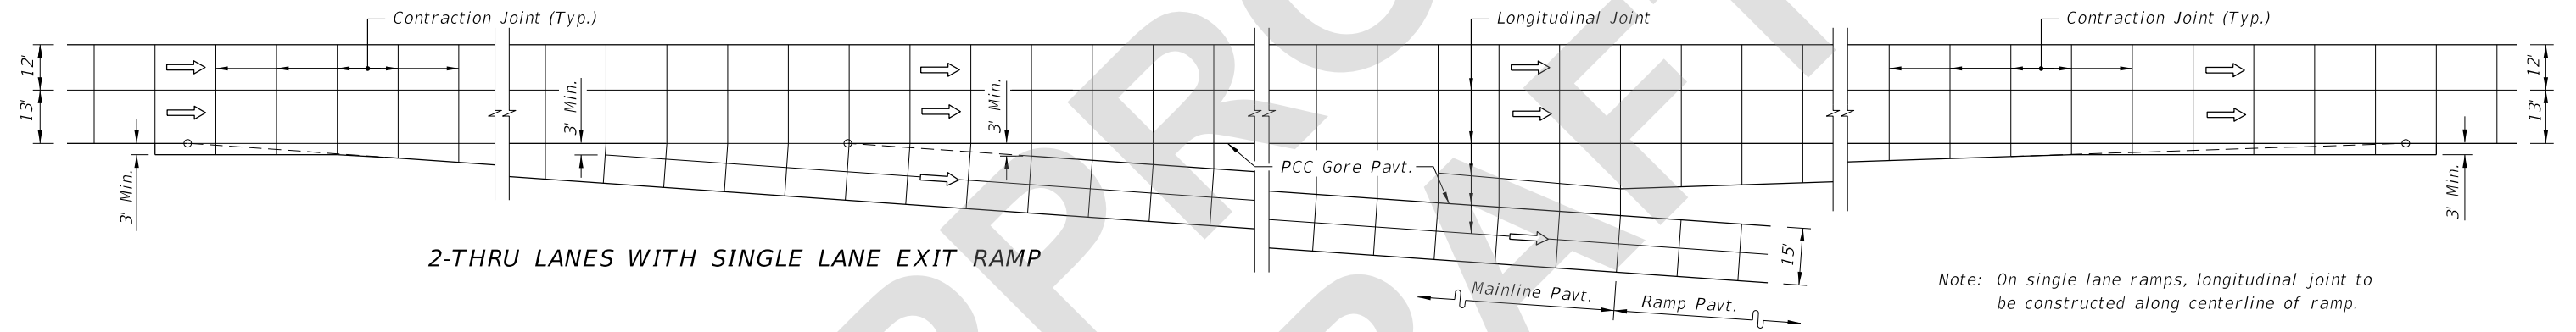 Contraction Joint (Typ.)
Longitudinal Joint
Contraction Joint (Typ.)
12'
13'
3' Min.
3' Min.
3' Min.
PCC Gore Pavt.
12'
13'
3' Min.
15'
2-THRU LANES WITH SINGLE LANE EXIT RAMP
Mainline Pavt.
Ramp Pavt.
Note: On single lane ramps, longitudinal joint to
be constructed along centerline of ramp.